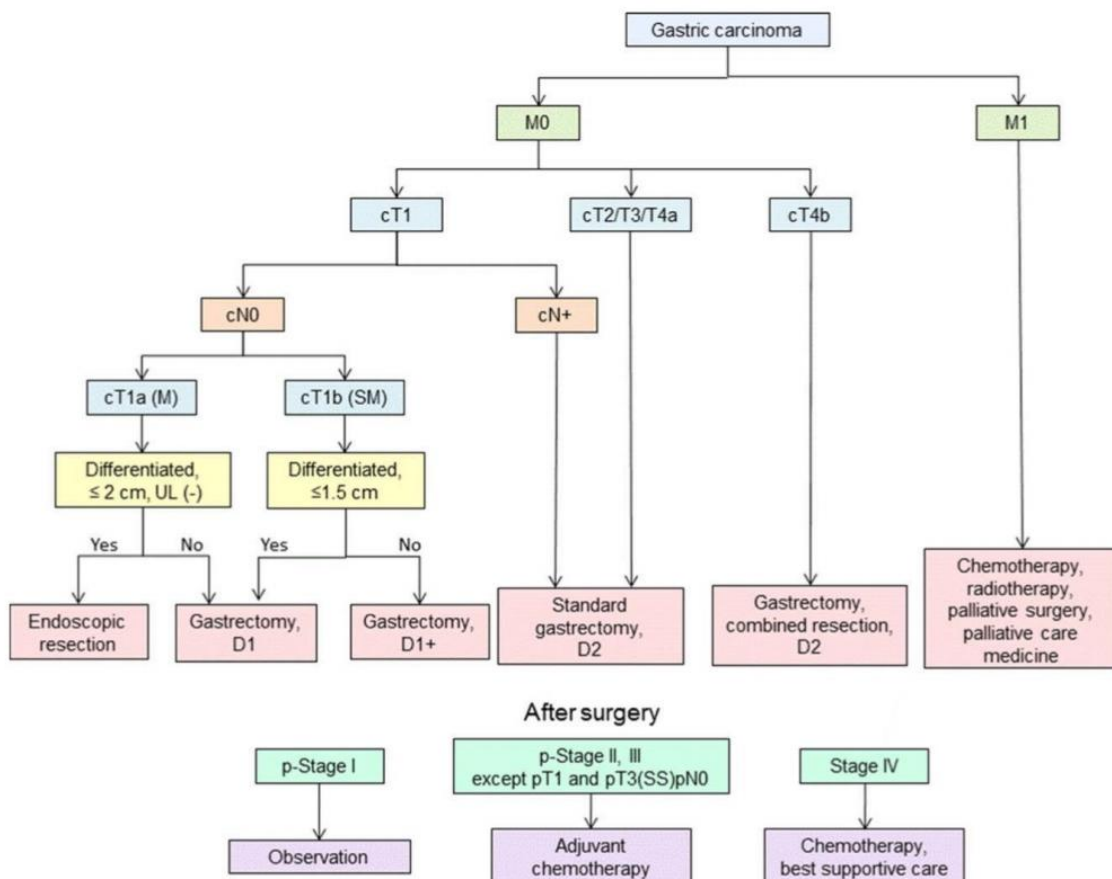 Gastric carcinoma
M0
M1
cT1
cT2/T3/T4a
cT4b
cN0
cN+
cT1a (M)
cT1b (SM)
Differentiated,
≤ 2 cm, UL (-)
Differentiated,
≤1.5 cm
Yes
No
Yes
No
Endoscopic
resection
Gastrectomy,
D1
Gastrectomy,
D1+
Standard
gastrectomy,
D2
Gastrectomy,
combined resection,
D2
Chemotherapy,
radiotherapy,
palliative surgery,
palliative care
medicine
After surgery
p-Stage I
p-Stage II, III
except pT1 and pT3(SS)pN0
Stage IV
Observation
Adjuvant
chemotherapy
Chemotherapy,
best supportive care